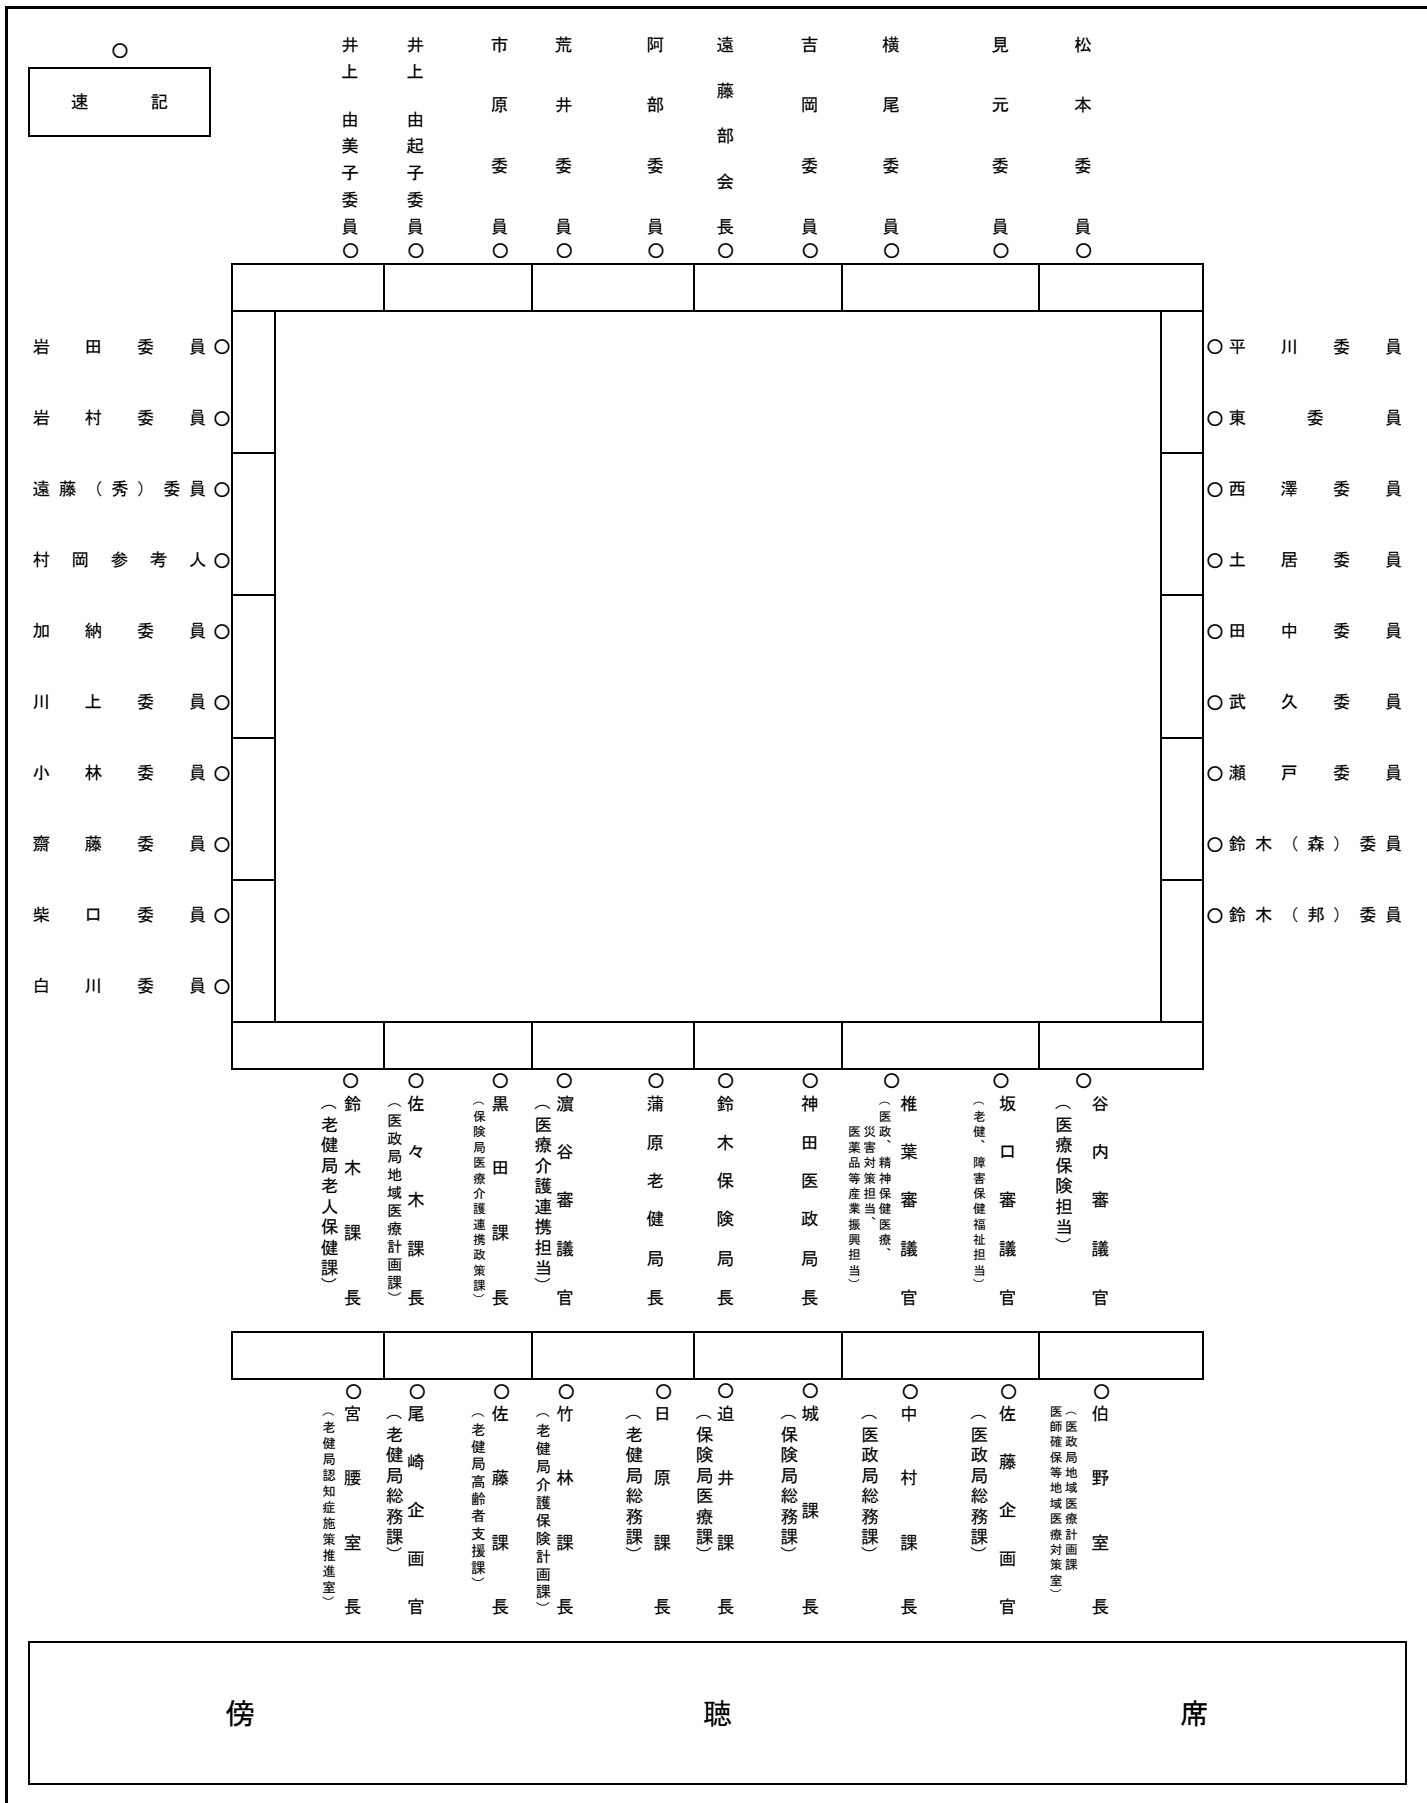 速記
井上由美子委員
井上由起子委員
市原委員
荒井委員
阿部委員
遠藤部会長
吉岡委員
横尾委員
見元委員
松本委員
岩田委員
岩村委員
遠藤（秀）委員
村岡参考人
加納委員
川上委員
小林委員
齋藤委員
柴口委員
白川委員
平川委員
東委員
西澤委員
土居委員
田中委員
武久委員
瀬戸委員
鈴木（森）委員
鈴木（邦）委員
鈴木課長
（老健局老人保健課）
佐々木課長
（医政局地域医療計画課）
黒田課長
（保険局医療介護連携政策課）
濵谷審議官
（医療介護連携担当）
蒲原老健局長
鈴木保険局長
神田医政局長
椎葉審議官
（医政、精神保健医療、
災害対策担当、
医薬品等産業振興担当）
坂口審議官
（老健、障害保健福祉担当）
谷内審議官
（医療保険担当）
宮腰室長
（老健局認知症施策推進室）
尾崎企画官
（老健局総務課）
佐藤課長
（老健局高齢者支援課）
竹林課長
（老健局介護保険計画課）
日原課長
（老健局総務課）
迫井課長
（保険局医療課）
城課長
（保険局総務課）
中村課長
（医政局総務課）
佐藤企画官
（医政局総務課）
伯野室長
（医政局地域医療計画課
医師確保等地域医療対策室）
傍聴席